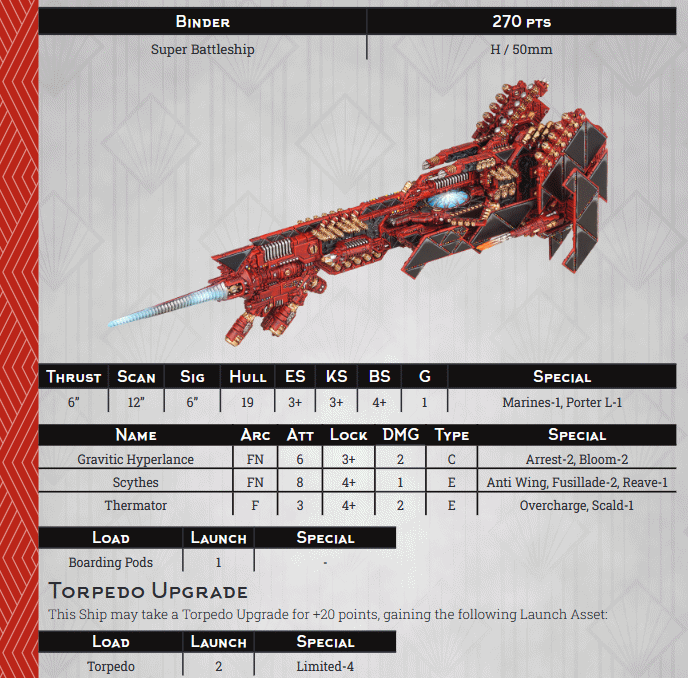 Binder 270 pts
Super Battleship H / 50mm
Thrust Scan Sig Hull ES KS BS G Special
6” 12” 6” 19 3+ 3+ 4+ 1 Marines-1, Porter L-1
Name Arc Att Lock DMG Type Special
Gravitic Hyperlance FN 6 3+ 2 C Arrest-2, Bloom-2
Scythes FN 8 4+ 1 E Anti Wing, Fusillade-2, Reave-1
Thermator F 3 4+ 2 E Overcharge, Scald-1
Load Launch Special
Boarding Pods 1 -
Torpedo Upgrade
This Ship may take a Torpedo Upgrade for +20 points, gaining the following Launch Asset:
Load Launch Special
Torpedo 2 Limited-4